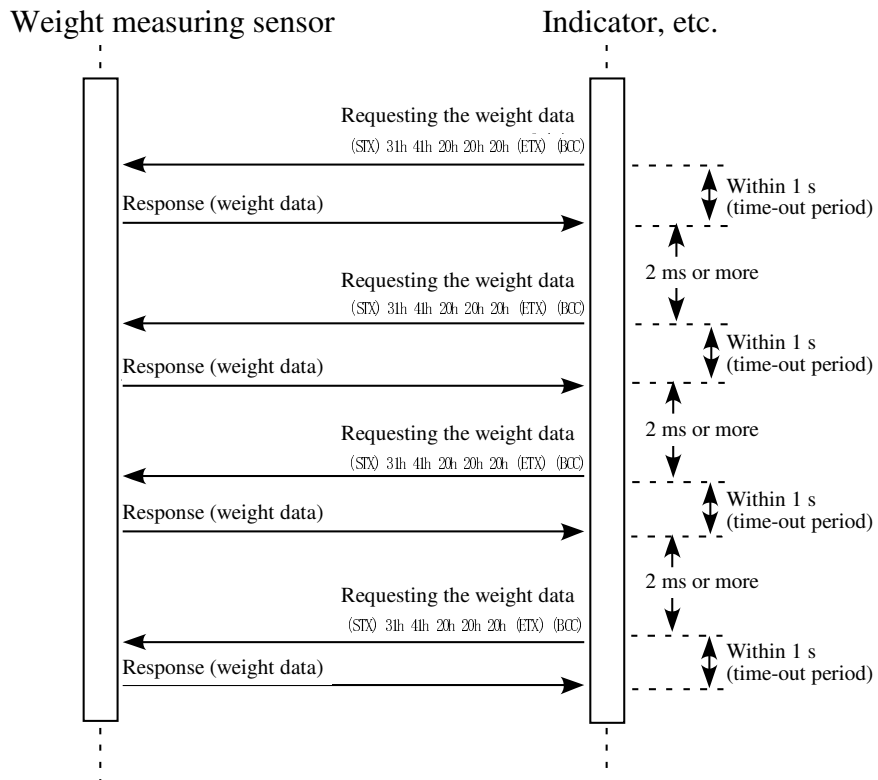 Weight measuring sensor
Indicator, etc.
Requesting the weight data
(STX) 31h 41h 20h 20h 20h (ETX) (BCC)
Within 1 s
(time-out period)
Response (weight data)
2 ms or more
Requesting the weight data
(STX) 31h 41h 20h 20h 20h (ETX) (BCC)
Within 1 s
(time-out period)
Response (weight data)
2 ms or more
Requesting the weight data
(STX) 31h 41h 20h 20h 20h (ETX) (BCC)
Within 1 s
(time-out period)
Response (weight data)
2 ms or more
Requesting the weight data
(STX) 31h 41h 20h 20h 20h (ETX) (BCC)
Within 1 s
(time-out period)
Response (weight data)